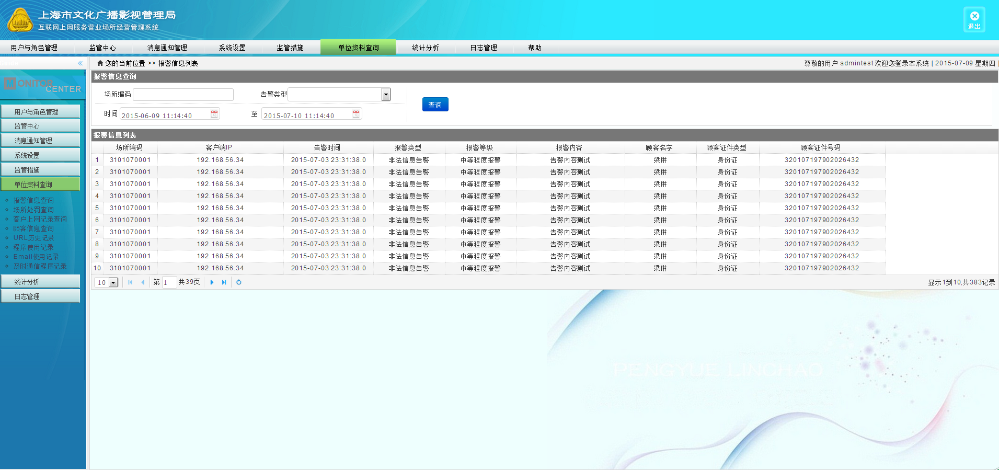 上海市文化广播影视管理局
互联网上网服务营业场所经营管理系统
退出
用户与角色管理 监管中心 消息通知管理 系统设置 监管措施 单位资料查询 统计分析 日志管理 帮助
您的当前位置 >> 报警信息列表
尊敬的用户 admintest 欢迎您登录本系统 [ 2015-07-09 星期四 ]
MONITOR
CENTER
用户与角色管理
监管中心
消息通知管理
系统设置
监管措施
单位资料查询
报警信息查询
场所处罚查询
客户上网记录查询
顾客信息查询
URL历史记录
程序使用记录
Email使用记录
及时通信程序记录
统计分析
日志管理
报警信息查询
场所编码 告警类型
时间 2015-06-09 11:14:40 至 2015-07-10 11:14:40
查询
报警信息列表
场所编码 客户端IP 告警时间 报警类型 报警等级 报警内容 顾客名字 顾客证件类型 顾客证件号码
1 3101070001 192.168.56.34 2015-07-03 23:31:38.0 非法信息告警 中等程度报警 告警内容测试 梁琳 身份证 320107197902026432
2 3101070001 192.168.56.34 2015-07-03 23:31:38.0 非法信息告警 中等程度报警 告警内容测试 梁琳 身份证 320107197902026432
3 3101070001 192.168.56.34 2015-07-03 23:31:38.0 非法信息告警 中等程度报警 告警内容测试 梁琳 身份证 320107197902026432
4 3101070001 192.168.56.34 2015-07-03 23:31:38.0 非法信息告警 中等程度报警 告警内容测试 梁琳 身份证 320107197902026432
5 3101070001 192.168.56.34 2015-07-03 23:31:38.0 非法信息告警 中等程度报警 告警内容测试 梁琳 身份证 320107197902026432
6 3101070001 192.168.56.34 2015-07-03 23:31:38.0 非法信息告警 中等程度报警 告警内容测试 梁琳 身份证 320107197902026432
7 3101070001 192.168.56.34 2015-07-03 23:31:38.0 非法信息告警 中等程度报警 告警内容测试 梁琳 身份证 320107197902026432
8 3101070001 192.168.56.34 2015-07-03 23:31:38.0 非法信息告警 中等程度报警 告警内容测试 梁琳 身份证 320107197902026432
9 3101070001 192.168.56.34 2015-07-03 23:31:38.0 非法信息告警 中等程度报警 告警内容测试 梁琳 身份证 320107197902026432
10 3101070001 192.168.56.34 2015-07-03 23:31:38.0 非法信息告警 中等程度报警 告警内容测试 梁琳 身份证 320107197902026432
10 第 1 共39页 显示1到10,共383记录
PENGYUE LINCHAO